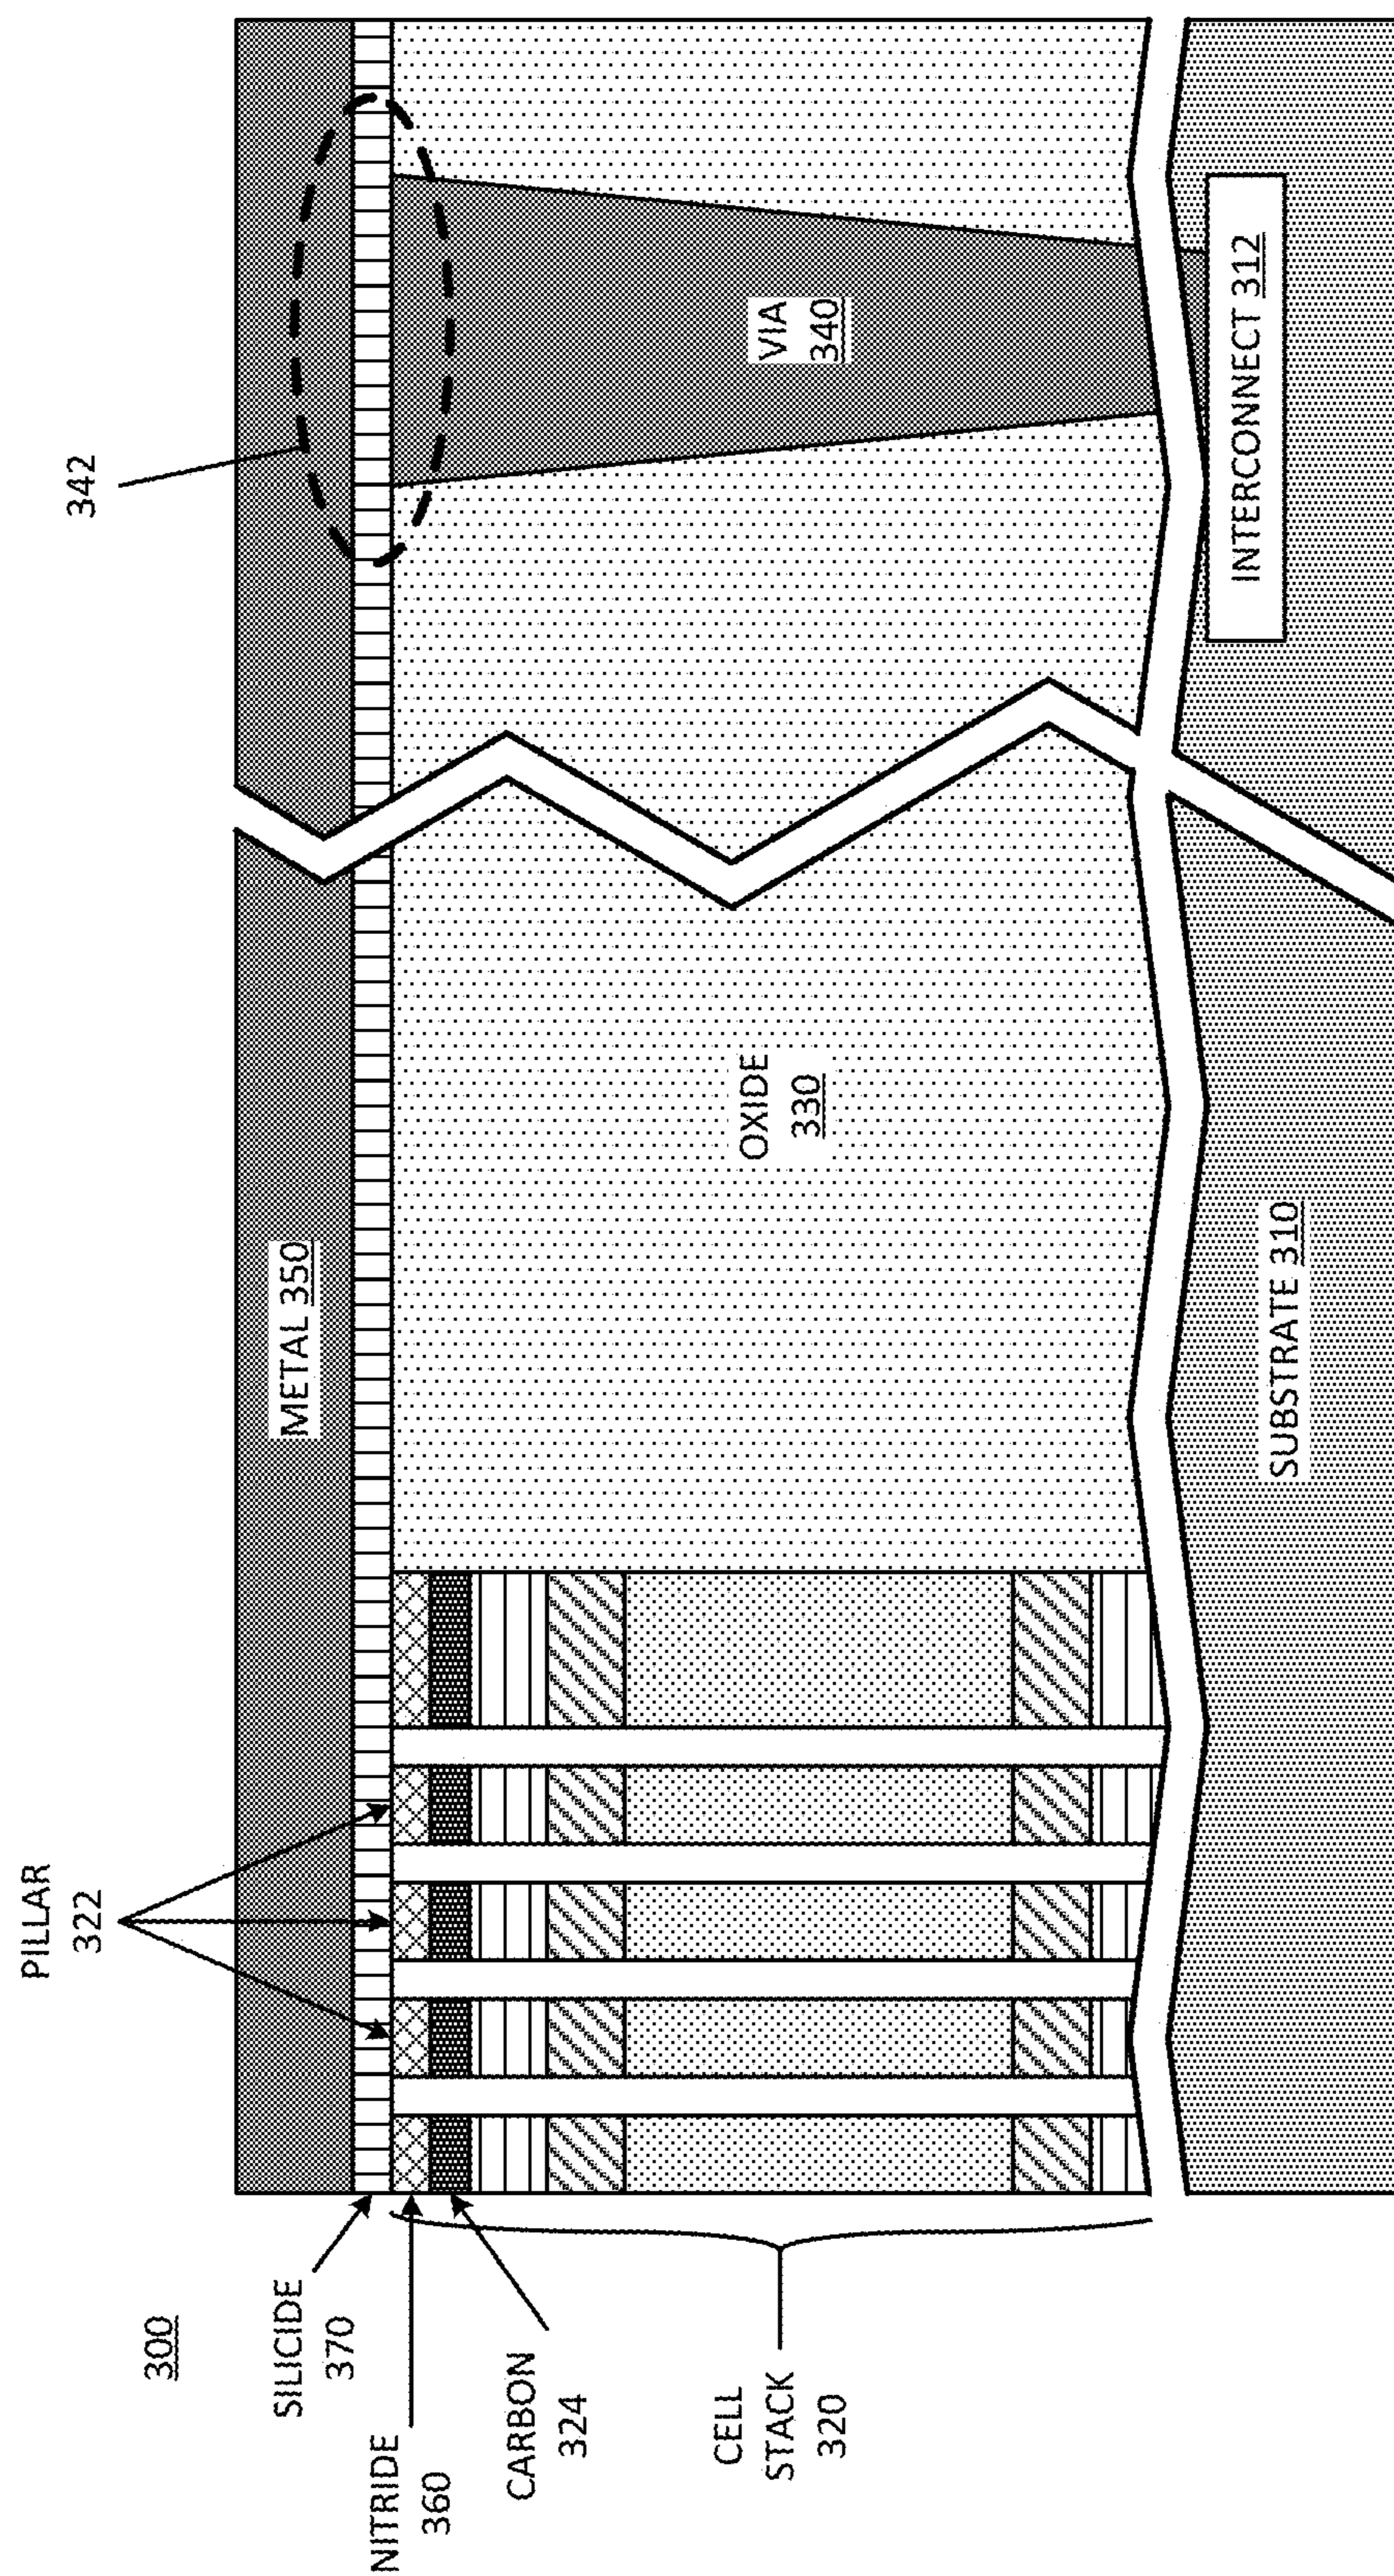 300
PILLAR
322
342
SILICIDE
370
METAL 350
NITRIDE
360
CARBON
324
CELL
STACK
320
OXIDE
330
VIA
340
SUBSTRATE 310
INTERCONNECT 312